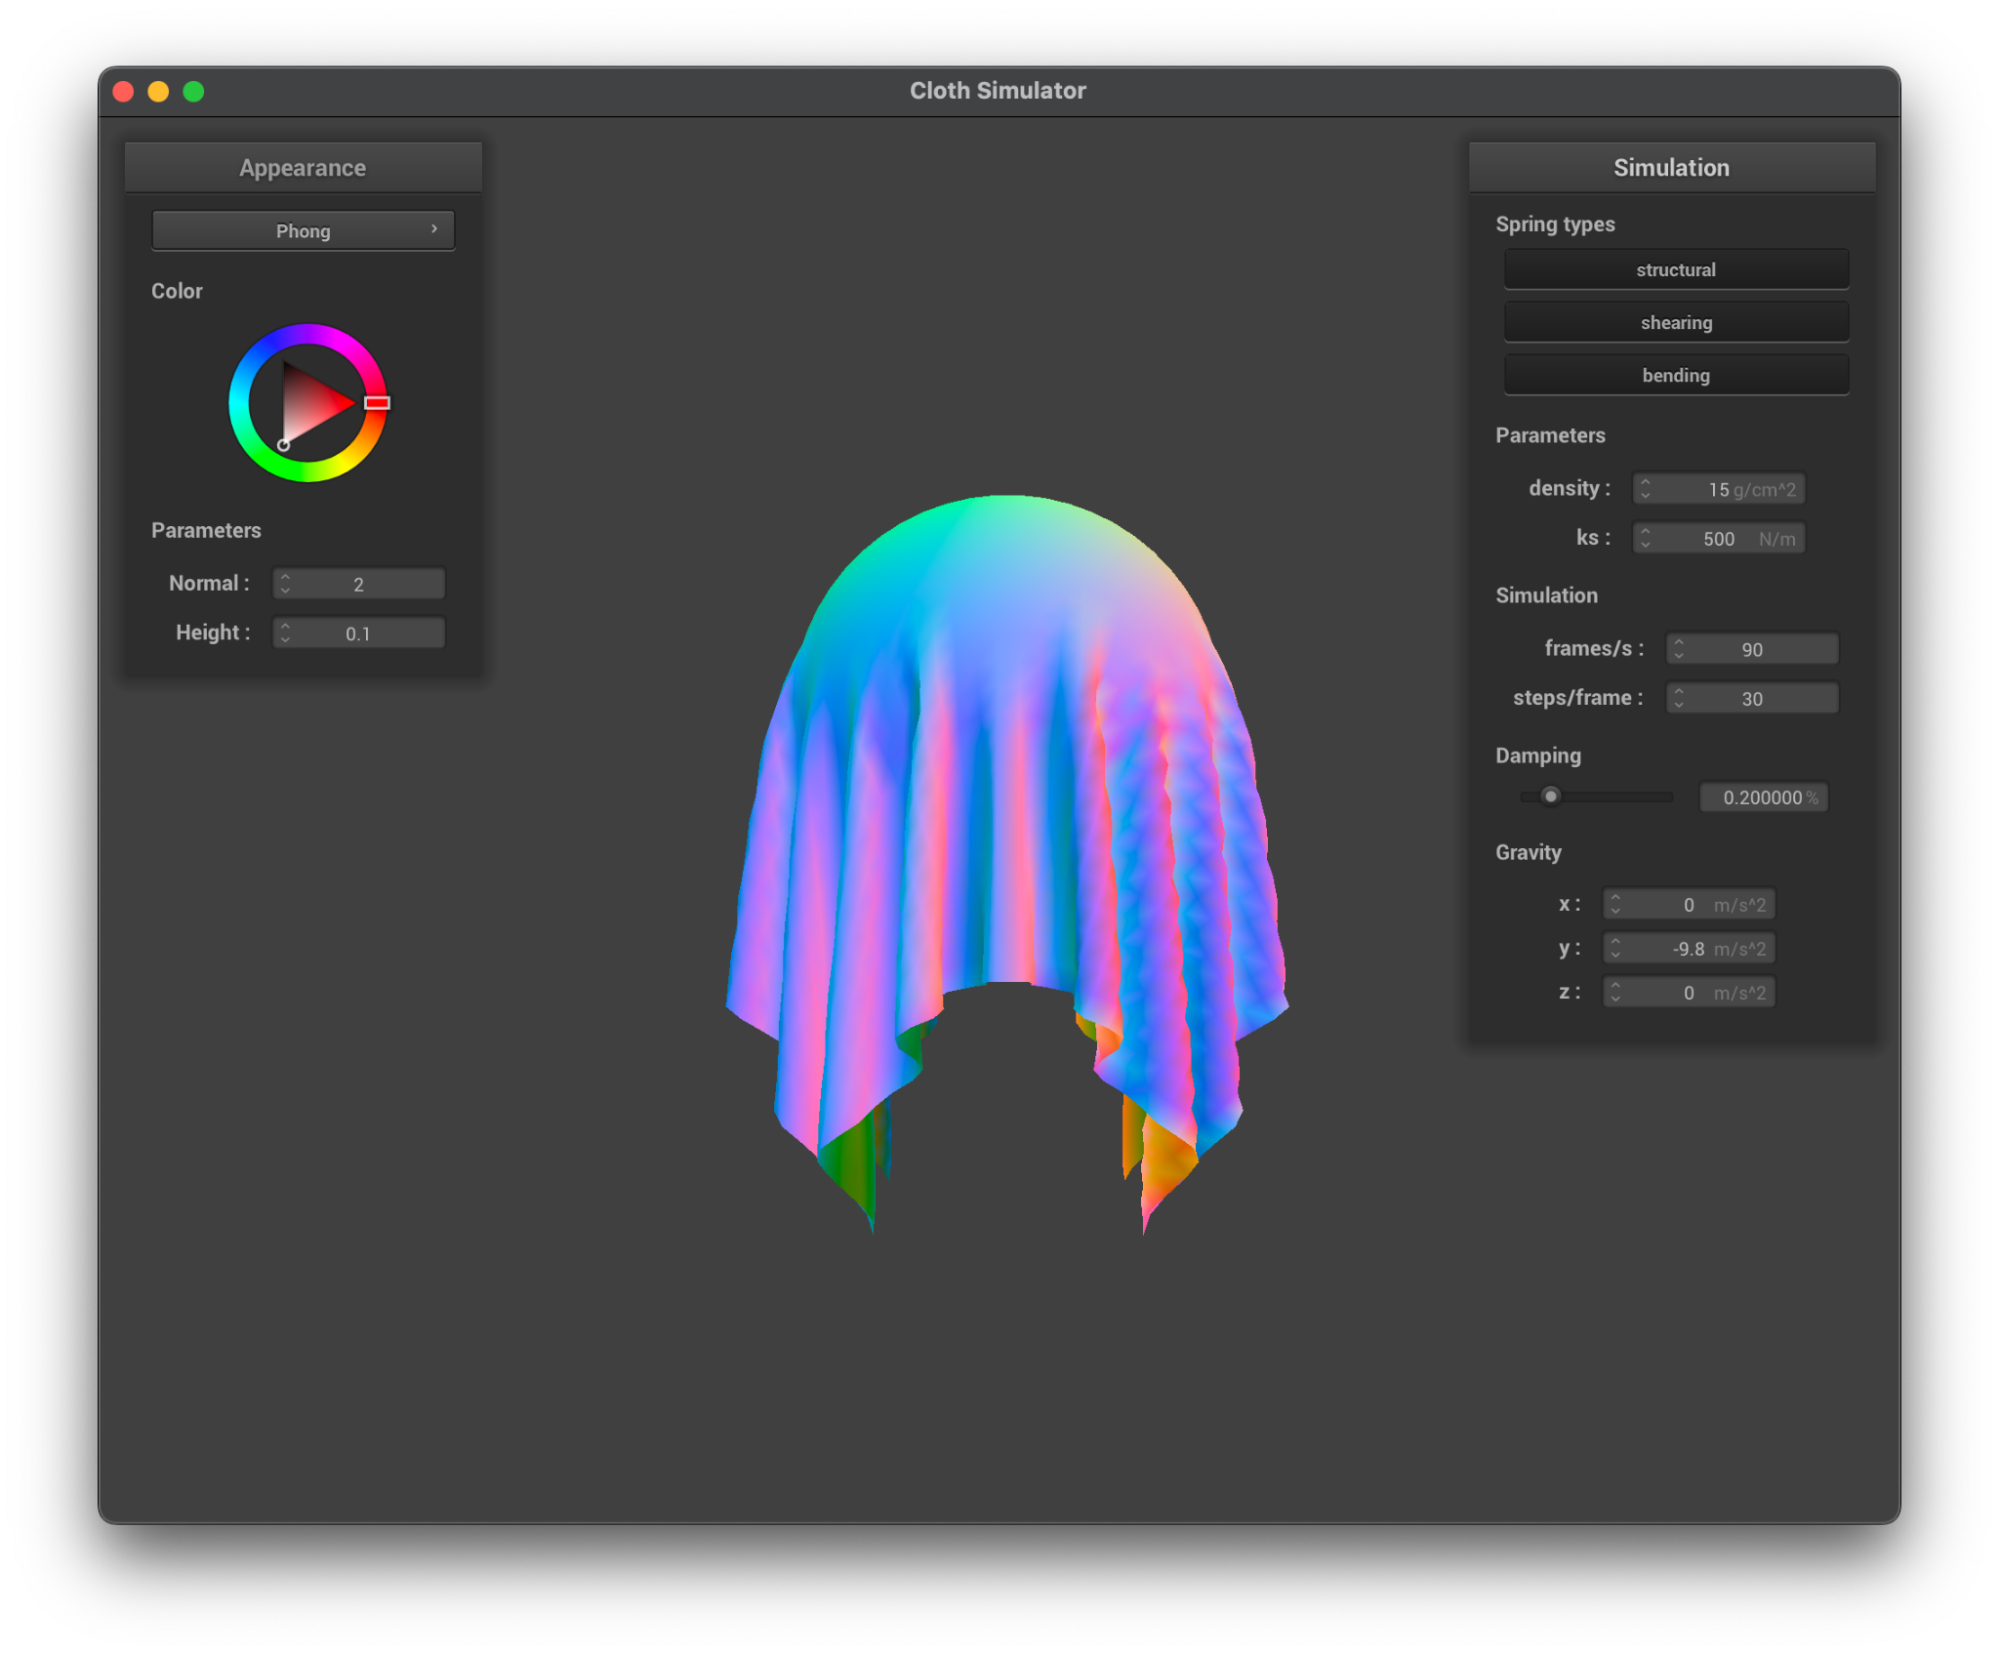 Cloth Simulator
Appearance
Phong
Color
Parameters
Normal : 2
Height : 0.1
Simulation
Spring types
structural
shearing
bending
Parameters
density : 15 g/cm^2
ks : 500 N/m
Simulation
frames/s : 90
steps/frame : 30
Damping
0.200000 %
Gravity
x : 0 m/s^2
y : -9.8 m/s^2
z : 0 m/s^2